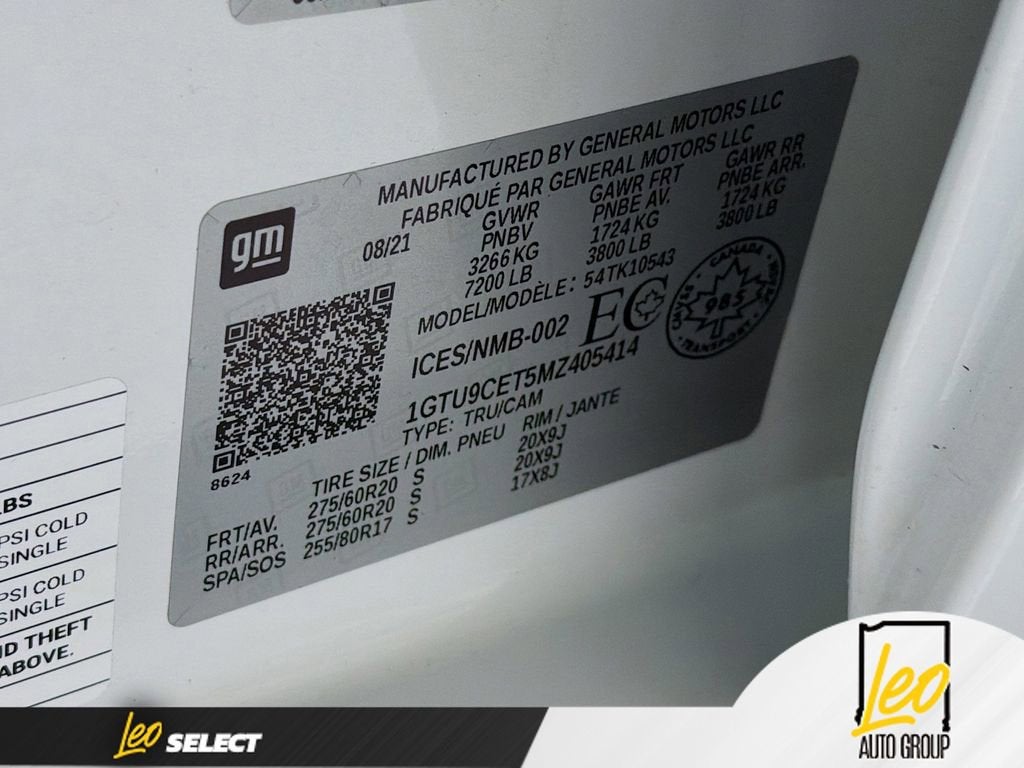 MANUFACTURED BY GENERAL MOTORS LLC
FABRIQUÉ PAR GENERAL MOTORS LLC
gm
08/21
GVWR GAWR FRT GAWR RR
PNBV PNBE AV. PNBE ARR.
3266 KG 1724 KG 1724 KG
7200 LB 3800 LB 3800 LB
MODEL/MODÈLE: 54TK10543
ICES/NMB-002 EC
CANADA
985
TRANSPORT
1GTU9CET5MZ405414
TYPE: TRU/CAM
8624
TIRE SIZE / DIM. PNEU RIM / JANTE
FRT/AV. 275/60R20 S 20X9J
RR/ARR. 275/60R20 S 20X9J
SPA/SOS 255/80R17 S 17X8J
LBS
PSI COLD
SINGLE
PSI COLD
SINGLE
ND THEFT
ABOVE.
Leo SELECT
Leo
AUTO GROUP